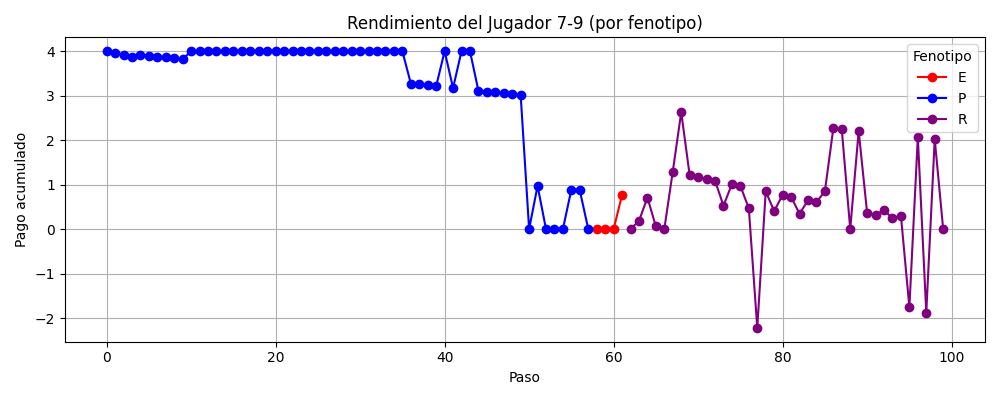 Rendimiento del Jugador 7-9 (por fenotipo)
Pago acumulado
4
3
2
1
0
−1
−2
Fenotipo
E
P
R
0
20
40
60
80
100
Paso